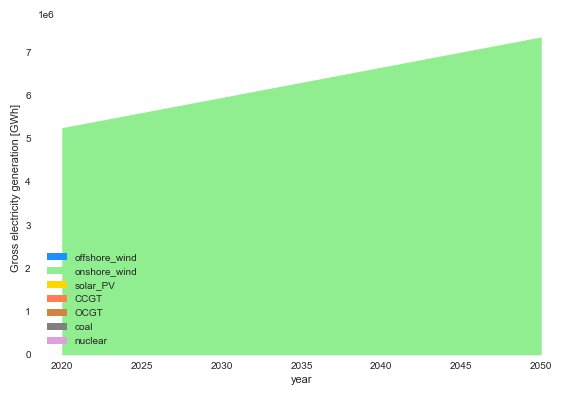 1e6
7
6
5
4
3
2
1
0
Gross electricity generation [GWh]
offshore_wind
onshore_wind
solar_PV
CCGT
OCGT
coal
nuclear
2020 2025 2030 2035 2040 2045 2050
year